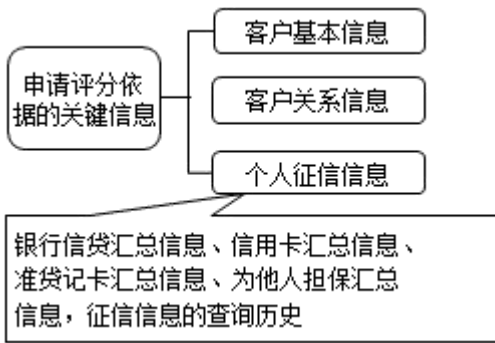 申请评分依
据的关键信息
客户基本信息
客户关系信息
个人征信信息
银行信贷汇总信息、信用卡汇总信息、
准贷记卡汇总信息、为他人担保汇总
信息，征信信息的查询历史